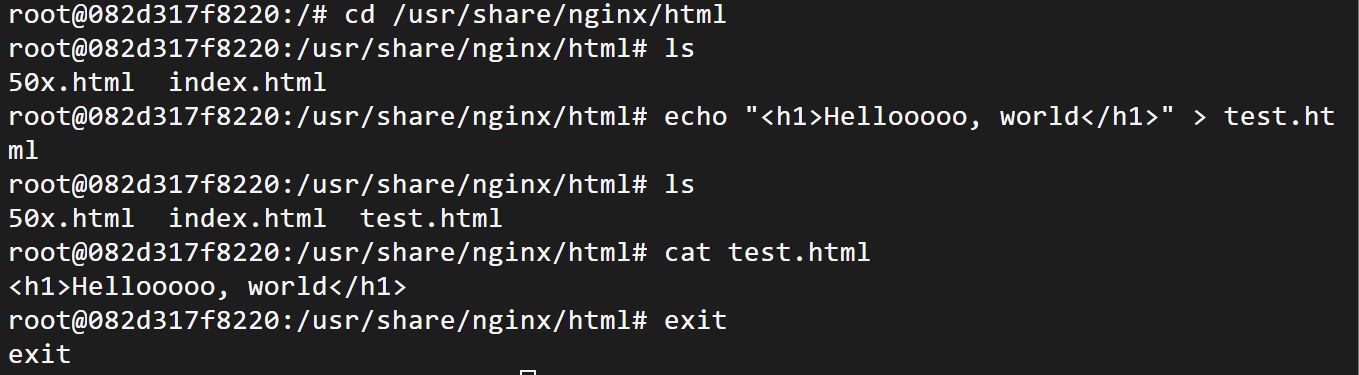 root@082d317f8220:/# cd /usr/share/nginx/html
root@082d317f8220:/usr/share/nginx/html# ls
50x.html  index.html
root@082d317f8220:/usr/share/nginx/html# echo "<h1>Hellooooo, world</h1>" > test.ht
ml
root@082d317f8220:/usr/share/nginx/html# ls
50x.html  index.html  test.html
root@082d317f8220:/usr/share/nginx/html# cat test.html
<h1>Hellooooo, world</h1>
root@082d317f8220:/usr/share/nginx/html# exit
exit